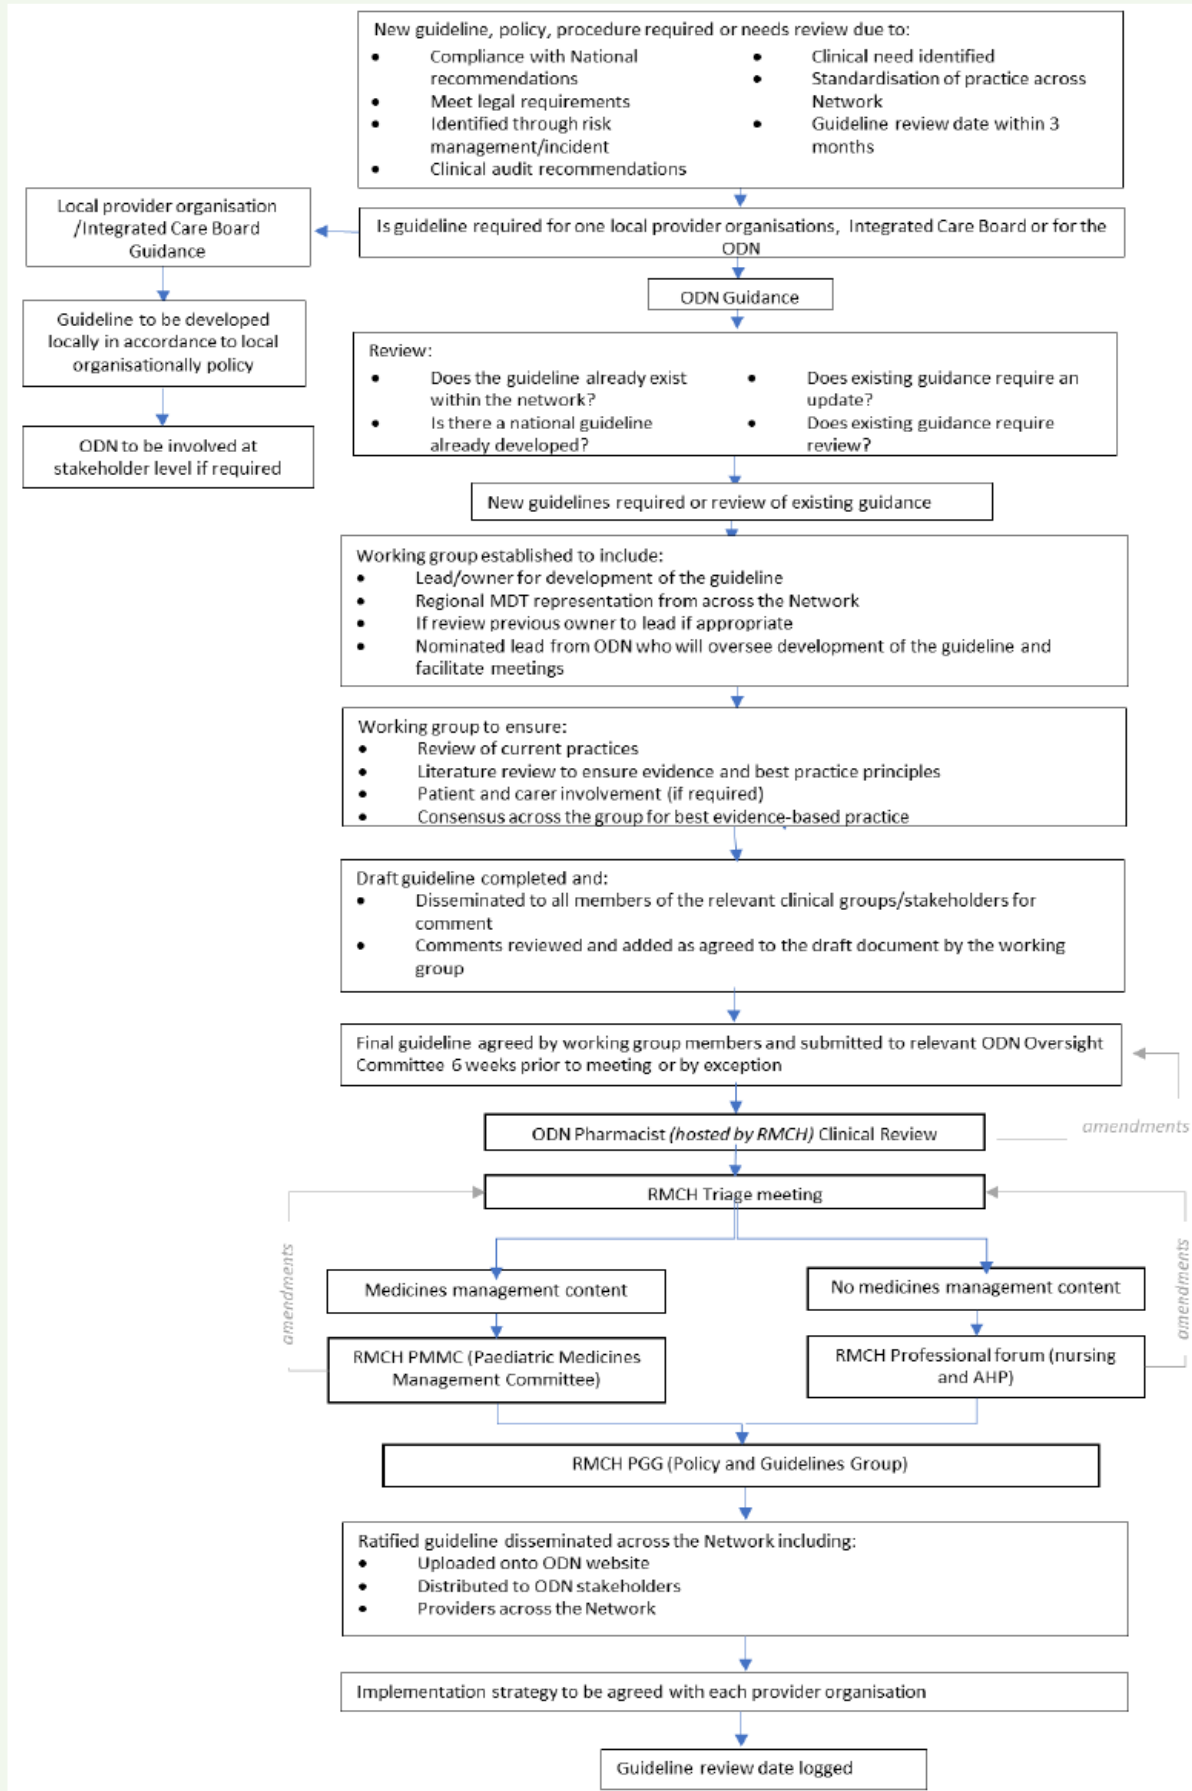 New guideline, policy, procedure required or needs review due to:
• Compliance with National
recommendations
• Meet legal requirements
• Identified through risk
management/incident
• Clinical audit recommendations
• Clinical need identified
• Standardisation of practice across
Network
• Guideline review date within 3
months
Local provider organisation
/Integrated Care Board
Guidance
Is guideline required for one local provider organisations, Integrated Care Board or for the
ODN
Guideline to be developed
locally in accordance to local
organisationally policy
ODN to be involved at
stakeholder level if required
ODN Guidance
Review:
• Does the guideline already exist
within the network?
• Is there a national guideline
already developed?
• Does existing guidance require an
update?
• Does existing guidance require
review?
New guidelines required or review of existing guidance
Working group established to include:
• Lead/owner for development of the guideline
• Regional MDT representation from across the Network
• If review previous owner to lead if appropriate
• Nominated lead from ODN who will oversee development of the guideline and
facilitate meetings
Working group to ensure:
• Review of current practices
• Literature review to ensure evidence and best practice principles
• Patient and carer involvement (if required)
• Consensus across the group for best evidence-based practice
Draft guideline completed and:
• Disseminated to all members of the relevant clinical groups/stakeholders for
comment
• Comments reviewed and added as agreed to the draft document by the working
group
Final guideline agreed by working group members and submitted to relevant ODN Oversight
Committee 6 weeks prior to meeting or by exception
amendments
ODN Pharmacist (hosted by RMCH) Clinical Review
RMCH Triage meeting
amendments
amendments
Medicines management content
No medicines management content
RMCH PMMC (Paediatric Medicines
Management Committee)
RMCH Professional forum (nursing
and AHP)
RMCH PGG (Policy and Guidelines Group)
Ratified guideline disseminated across the Network including:
• Uploaded onto ODN website
• Distributed to ODN stakeholders
• Providers across the Network
Implementation strategy to be agreed with each provider organisation
Guideline review date logged